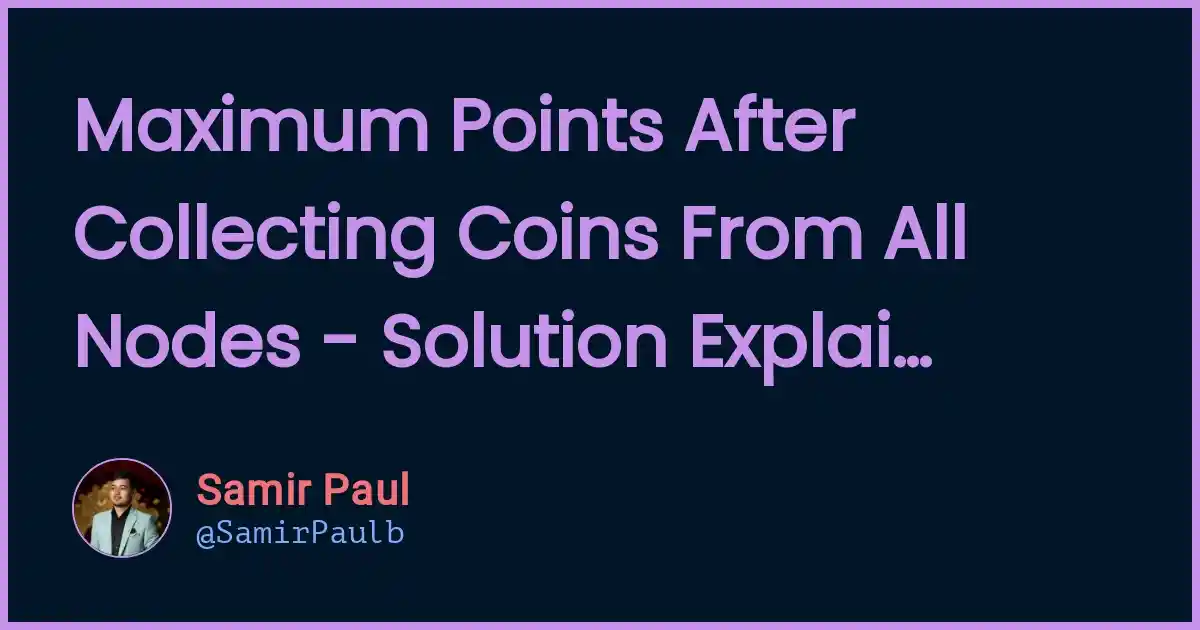 Maximum Points After
Collecting Coins From All
Nodes - Solution Explai...
Samir Paul
@SamirPaulb